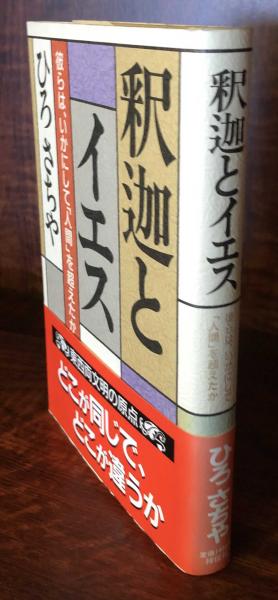 釈迦と
イエス
彼らは、いかにして「人間」を超えたか
ひろ さちや
東西両文明の原点
どこが同じで、
どこが違うか
釈迦とイエス
彼らは、いかにして
「人間」を超えたか
ひろ さちや